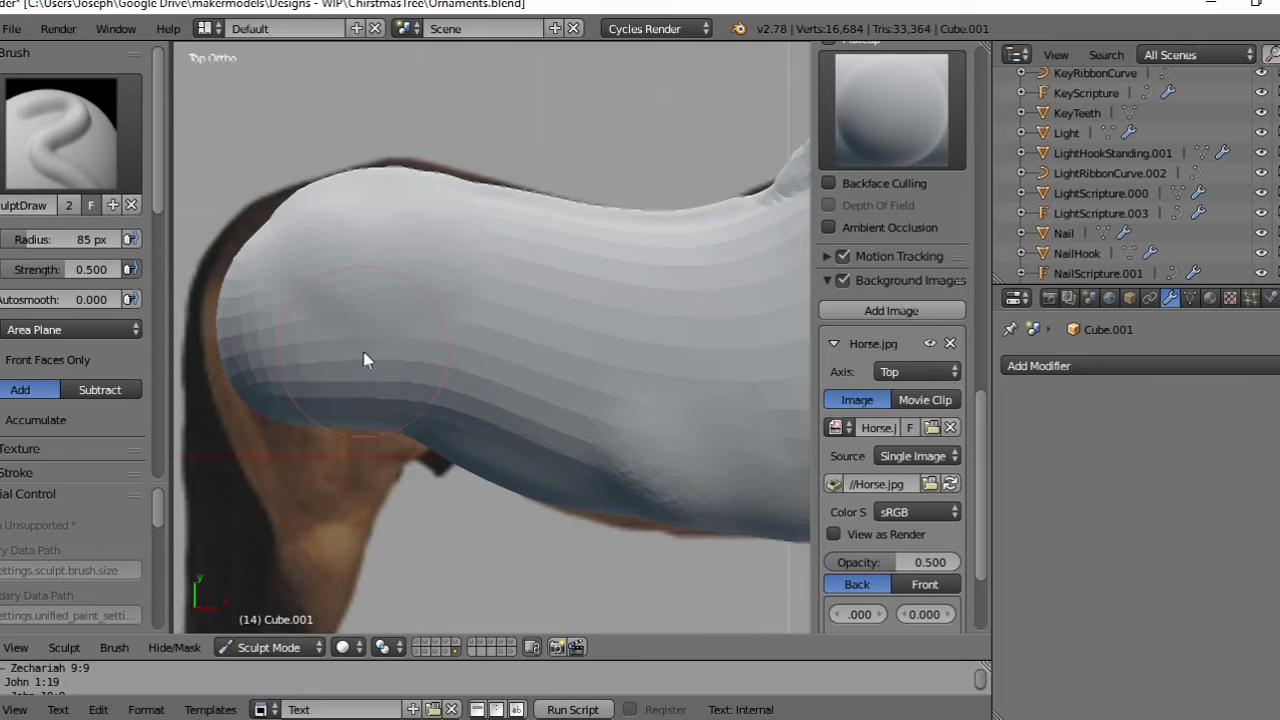 der" [C:\Users\Joseph\Google Drive\makermodels\Designs - WIP\ChirstmasTree\Ornaments.blend]
File Render Window Help Default Scene Cycles Render v2.78 | Verts:16,684 | Tris:33,364 | Cube.001
Brush
Top Ortho
View Search All Scenes
KeyRibbonCurve
KeyScripture
KeyTeeth
Light
LightHookStanding.001
LightRibbonCurve.002
LightScripture.000
LightScripture.003
Nail
NailHook
NailScripture.001
Backface Culling
Depth Of Field
Ambient Occlusion
Motion Tracking
Background Images
Add Image
Horse.jpg
Axis: Top
Image Movie Clip
Horse.j F
Source Single Image
//Horse.jpg
Color S sRGB
View as Render
Opacity: 0.500
Back Front
.000 0.000
Cube.001
Add Modifier
ulptDraw 2 F
Radius: 85 px
Strength: 0.500
Autosmooth: 0.000
Area Plane
Front Faces Only
Add Subtract
Accumulate
Texture
Stroke
ial Control
n Unsupported *
ry Data Path
ettings.sculpt.brush.size
ndary Data Path
ettings.unified_paint_setti...
y
x
(14) Cube.001
View Sculpt Brush Hide/Mask Sculpt Mode
- Zechariah 9:9
John 1:19
View Text Edit Format Templates Text Run Script Register Text: Internal